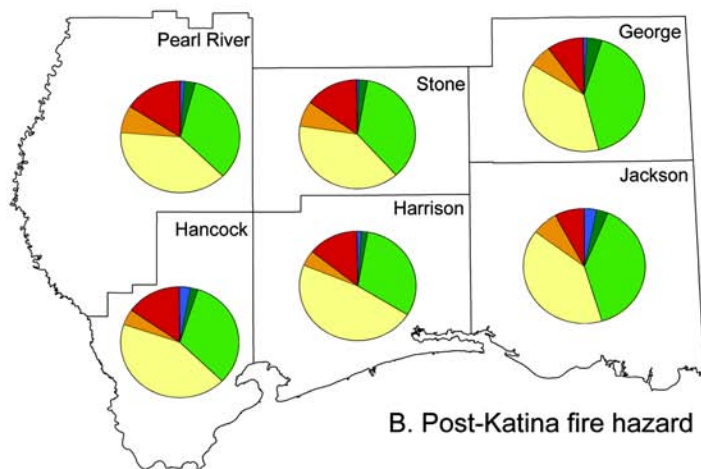 Pearl River
George
Stone
Jackson
Hancock
Harrison
B. Post-Katina fire hazard